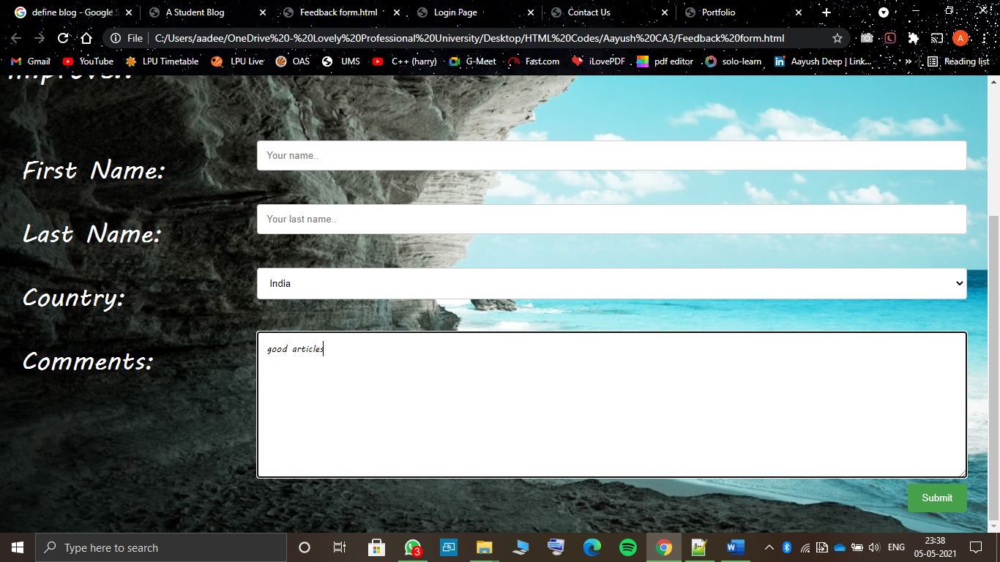 define blog - Google S
A Student Blog
Feedback form.html
Login Page
Contact Us
Portfolio
File
C:/Users/aadee/OneDrive%20-%20Lovely%20Professional%20University/Desktop/HTML%20Codes/Aayush%20CA3/Feedback%20form.html
A
Gmail
YouTube
LPU Timetable
LPU Live
OAS
UMS
C++ (harry)
G-Meet
Fast.com
iLovePDF
pdf editor
solo-learn
Aayush Deep | Link...
»
Reading list
First Name:
Your name..
Last Name:
Your last name..
Country:
India
Comments:
good articles
Submit
Type here to search
3
W
ENG
23:38
05-05-2021